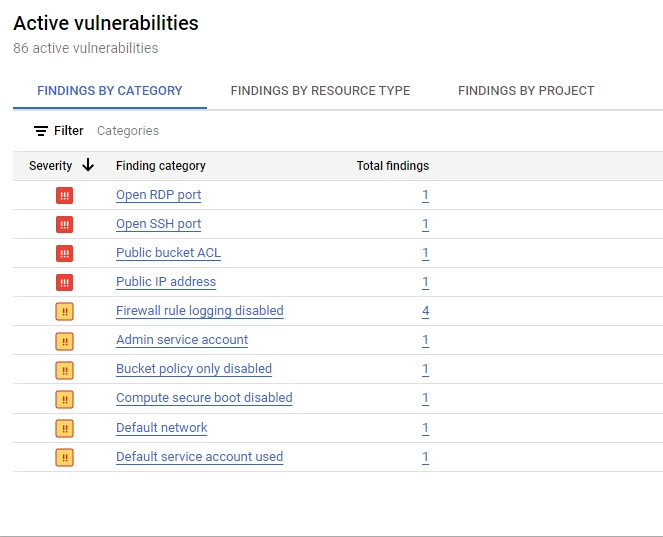 Active vulnerabilities
86 active vulnerabilities
FINDINGS BY CATEGORY FINDINGS BY RESOURCE TYPE FINDINGS BY PROJECT
Filter Categories
Severity Finding category Total findings
!!! Open RDP port 1
!!! Open SSH port 1
!!! Public bucket ACL 1
!!! Public IP address 1
!! Firewall rule logging disabled 4
!! Admin service account 1
!! Bucket policy only disabled 1
!! Compute secure boot disabled 1
!! Default network 1
!! Default service account used 1